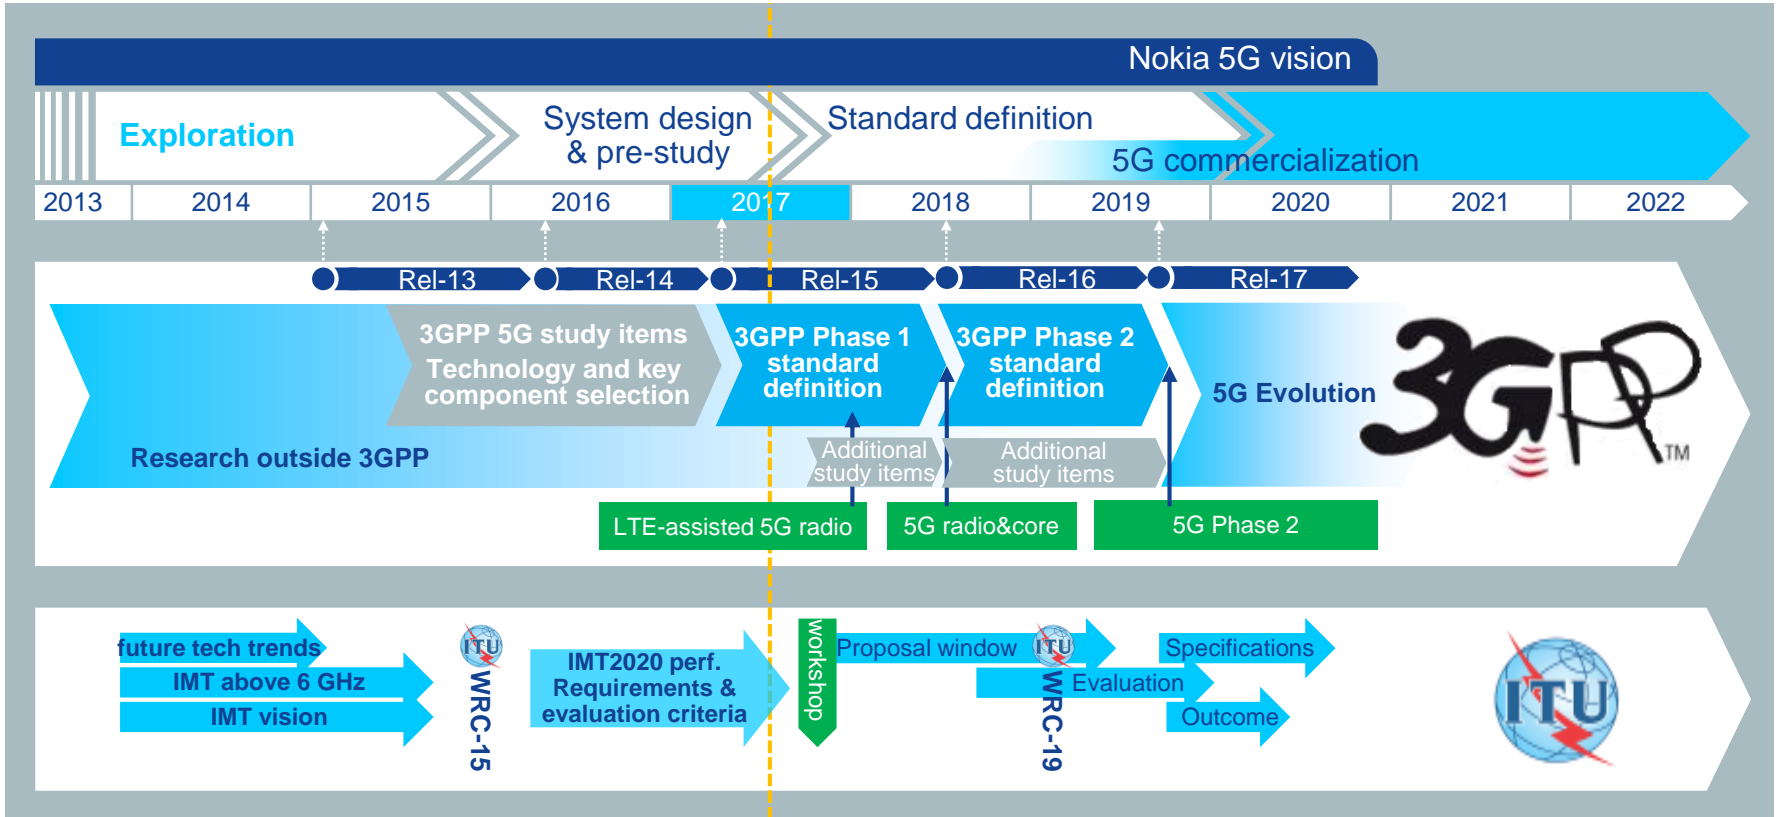 Nokia 5G vision
Exploration
System design
& pre-study
Standard definition
5G commercialization
2013
2014
2015
2016
2017
2018
2019
2020
2021
2022
Rel-13
Rel-14
Rel-15
Rel-16
Rel-17
3GPP 5G study items
Technology and key
component selection
3GPP Phase 1
standard
definition
3GPP Phase 2
standard
definition
5G Evolution
3GPP
TM
Research outside 3GPP
Additional
study items
Additional
study items
LTE-assisted 5G radio
5G radio&core
5G Phase 2
future tech trends
IMT above 6 GHz
IMT vision
ITU
WRC-15
IMT2020 perf.
Requirements &
evaluation criteria
workshop
Proposal window
ITU
WRC-19
Evaluation
Specifications
Outcome
ITU